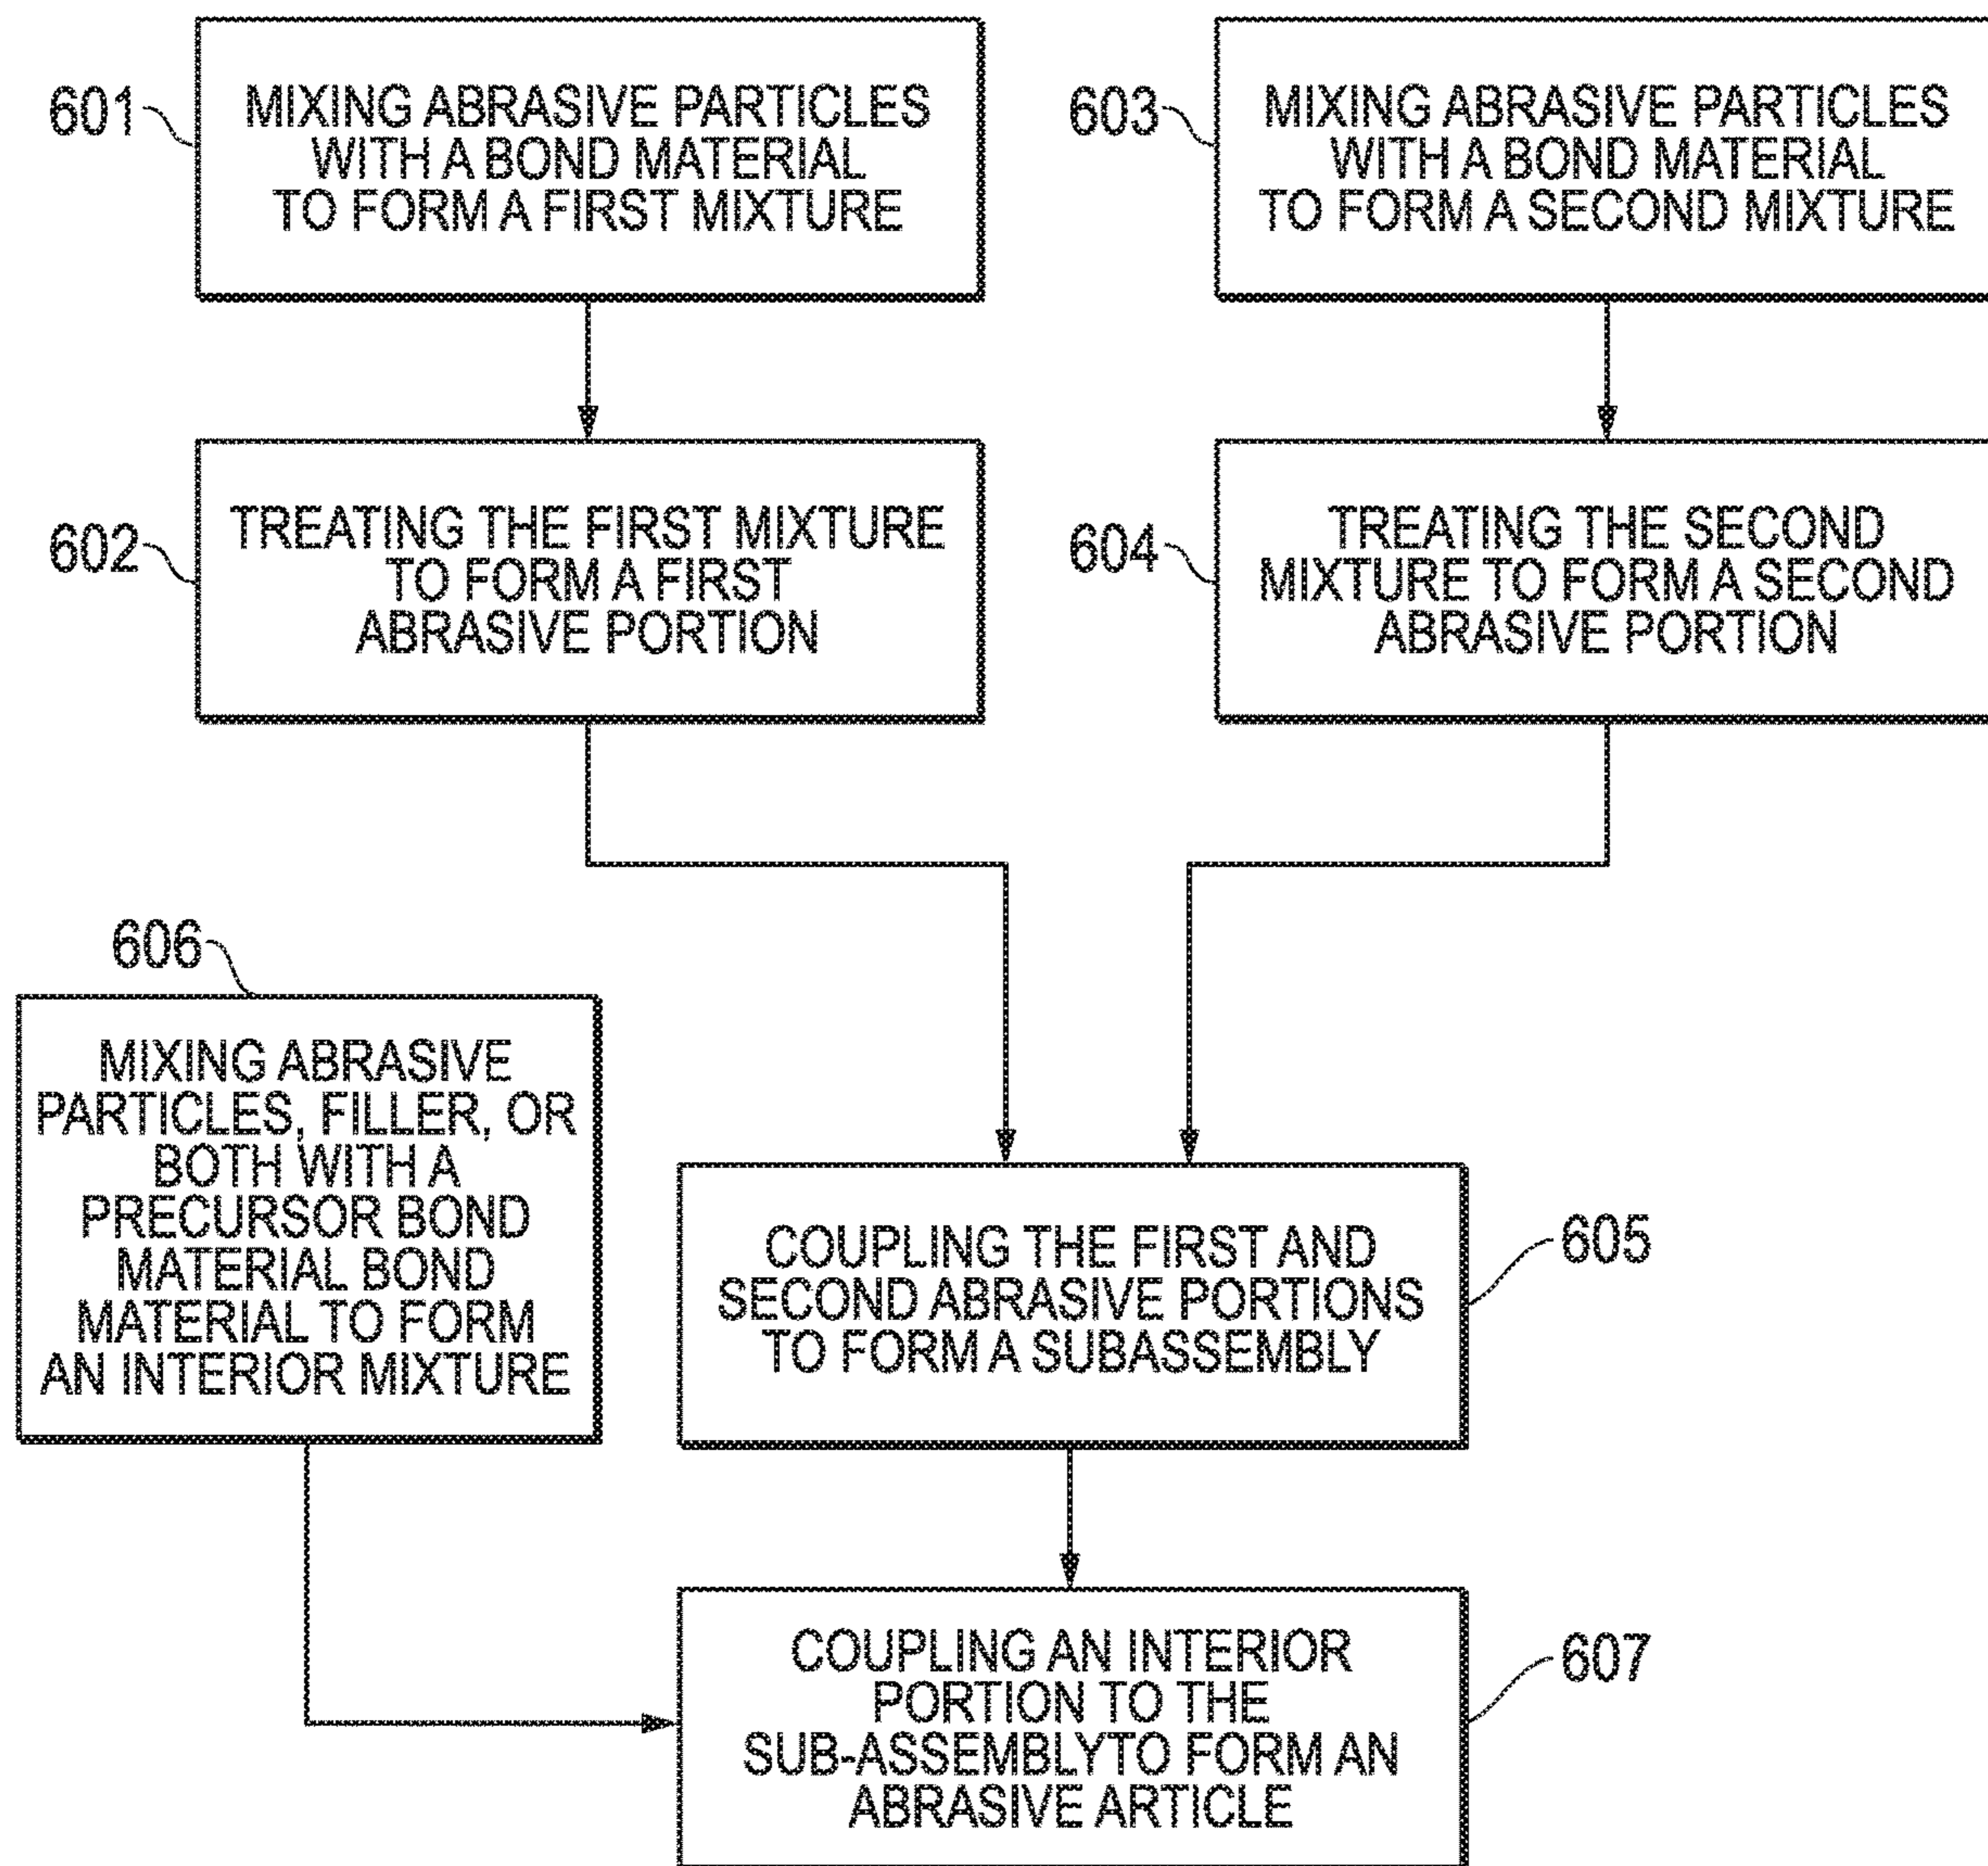 601
MIXING ABRASIVE PARTICLES
WITH A BOND MATERIAL
TO FORM A FIRST MIXTURE
603
MIXING ABRASIVE PARTICLES
WITH A BOND MATERIAL
TO FORM A SECOND MIXTURE
602
TREATING THE FIRST MIXTURE
TO FORM A FIRST
ABRASIVE PORTION
604
TREATING THE SECOND
MIXTURE TO FORM A SECOND
ABRASIVE PORTION
606
MIXING ABRASIVE
PARTICLES, FILLER, OR
BOTH WITH A
PRECURSOR BOND
MATERIAL BOND
MATERIAL TO FORM
AN INTERIOR MIXTURE
COUPLING THE FIRST AND
SECOND ABRASIVE PORTIONS
TO FORM A SUBASSEMBLY
605
COUPLING AN INTERIOR
PORTION TO THE
SUB-ASSEMBLYTO FORM AN
ABRASIVE ARTICLE
607